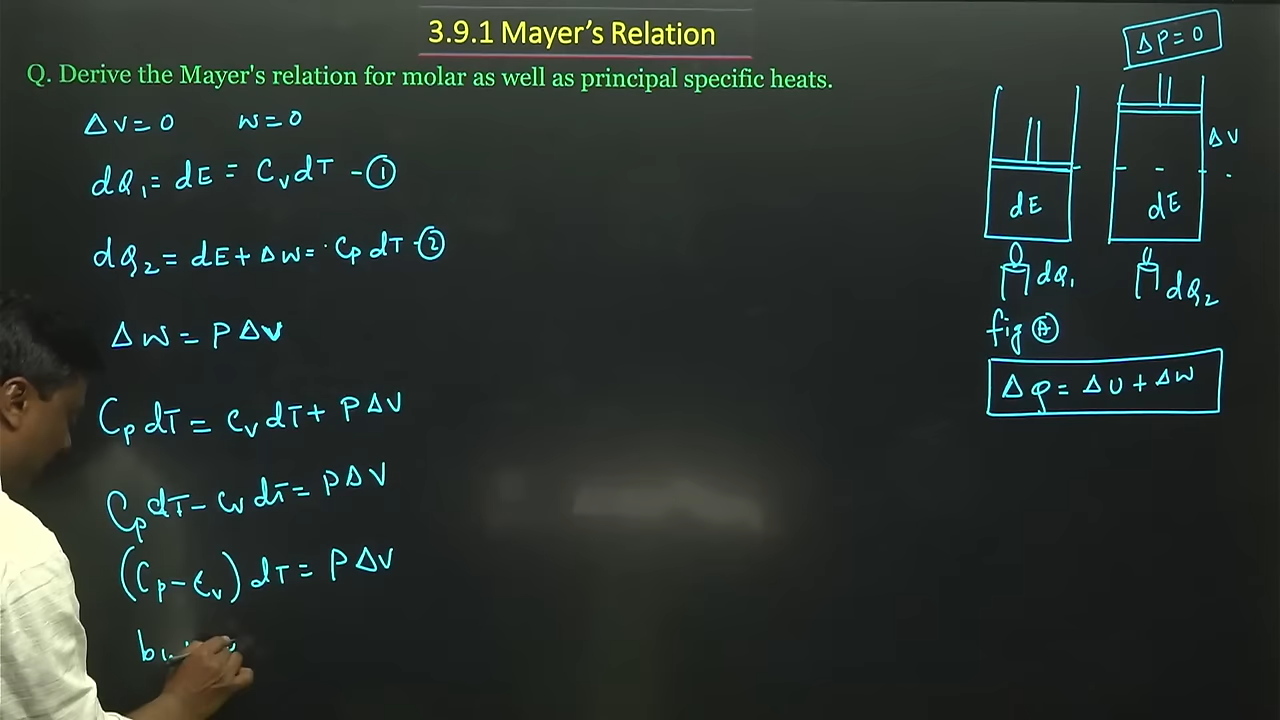 3.9.1 Mayer's Relation
Q. Derive the Mayer's relation for molar as well as principal specific heats.
ΔV=0 W=0
dQ₁= dE = CᵥdT -①
dQ₂= dE+ΔW= CₚdT-②
ΔW = PΔV
CₚdT = CᵥdT+ PΔV
CₚdT- CᵥdT= PΔV
(Cₚ-Cᵥ)dT= PΔV
ΔP=0
ΔV
dE
dE
dQ₁
dQ₂
fig Ⓐ
ΔQ = ΔU + ΔW